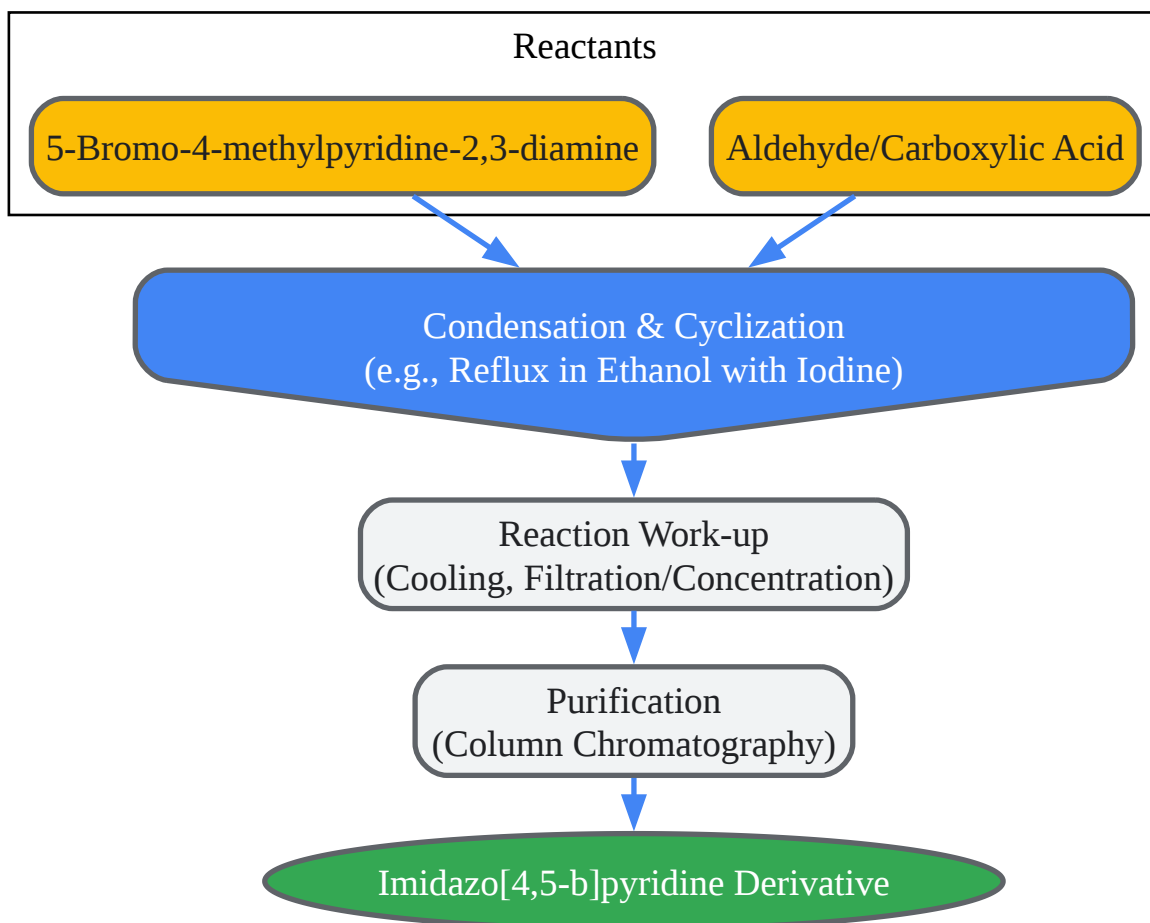 Reactants
5-Bromo-4-methylpyridine-2,3-diamine
Aldehyde/Carboxylic Acid
Condensation & Cyclization
(e.g., Reflux in Ethanol with Iodine)
Reaction Work-up
(Cooling, Filtration/Concentration)
Purification
(Column Chromatography)
Imidazo[4,5-b]pyridine Derivative